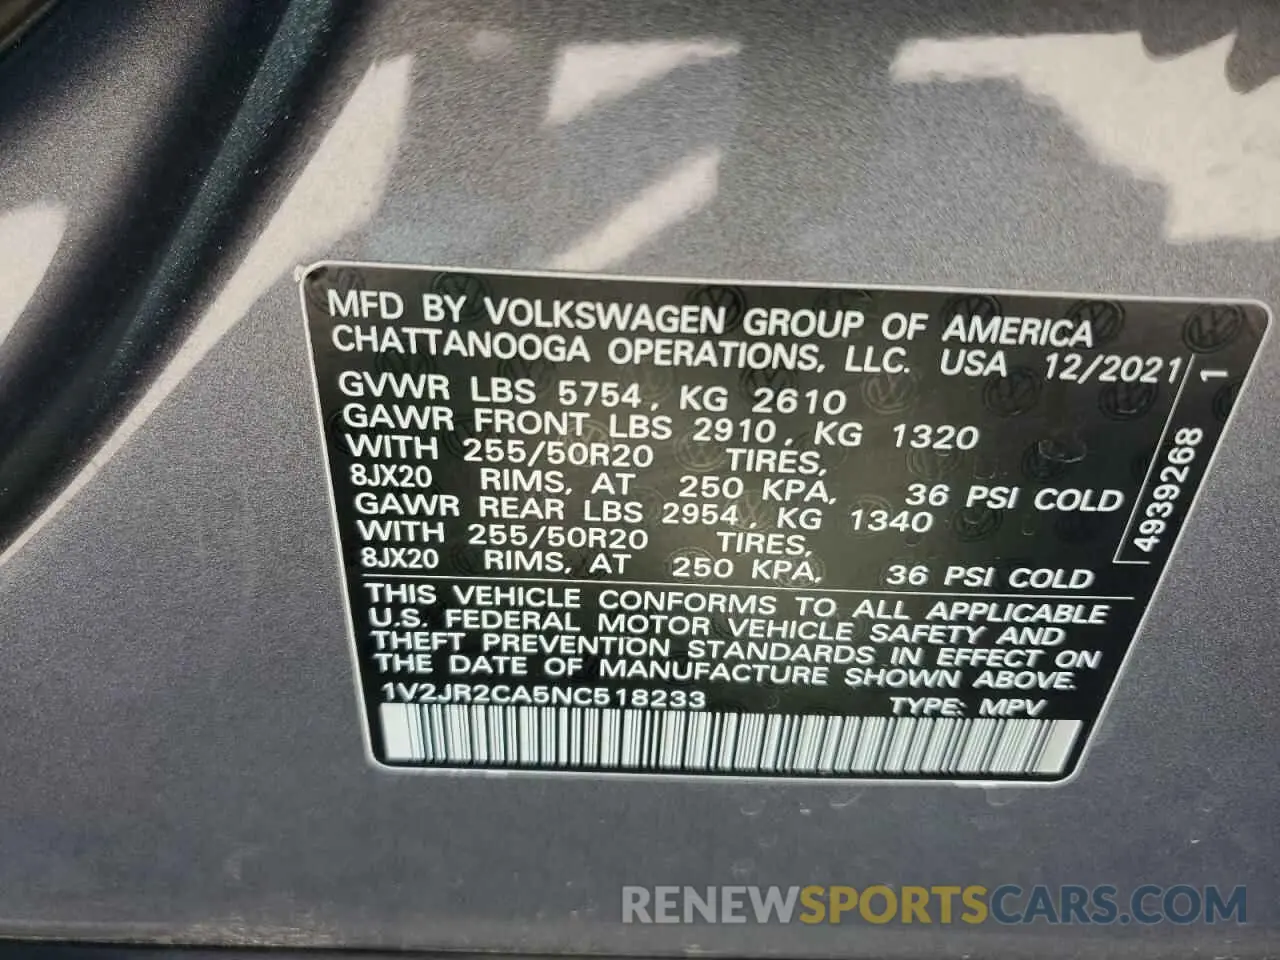 MFD BY VOLKSWAGEN GROUP OF AMERICA
CHATTANOOGA OPERATIONS, LLC. USA 12/2021
GVWR LBS 5754, KG 2610
GAWR FRONT LBS 2910, KG 1320
WITH 255/50R20 TIRES,
8JX20 RIMS, AT 250 KPA, 36 PSI COLD
GAWR REAR LBS 2954, KG 1340
WITH 255/50R20 TIRES,
8JX20 RIMS, AT 250 KPA, 36 PSI COLD
THIS VEHICLE CONFORMS TO ALL APPLICABLE
U.S. FEDERAL MOTOR VEHICLE SAFETY AND
THEFT PREVENTION STANDARDS IN EFFECT ON
THE DATE OF MANUFACTURE SHOWN ABOVE.
1V2JR2CA5NC518233 TYPE: MPV
4939268 1
RENEWSPORTSCARS.COM